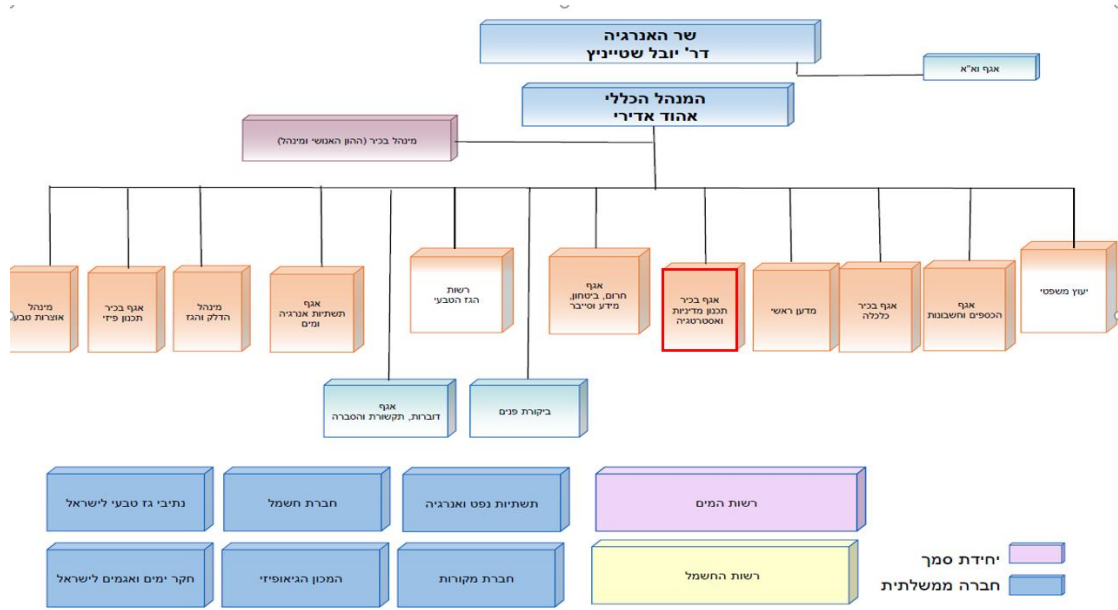 שר האנרגיה
דר' יובל שטייניץ
אגף וא"א
המנהל הכללי
אהוד אדירי
מינהל בכיר (ההון האנושי ומינהל)
יעוץ משפטי
אגף
הכספים וחשבונות
אגף בכיר
כלכלה
מדען ראשי
אגף בכיר
תכנון מדיניות
ואסטרטגיה
אגף
חרום, ביטחון,
מידע וסייבר
רשות
הגז הטבעי
אגף
תשתיות אנרגיה
ומים
מינהל
הדלק והגז
אגף בכיר
תכנון פיזי
מינהל
אוצרות טבע
ביקורת פנים
אגף
דוברות, תקשורת והסברה
רשות המים
תשתיות נפט ואנרגיה
חברת חשמל
נתיבי גז טבעי לישראל
רשות החשמל
חברת מקורות
המכון הגיאופיזי
חקר ימים ואגמים לישראל
יחידת סמך
חברה ממשלתית